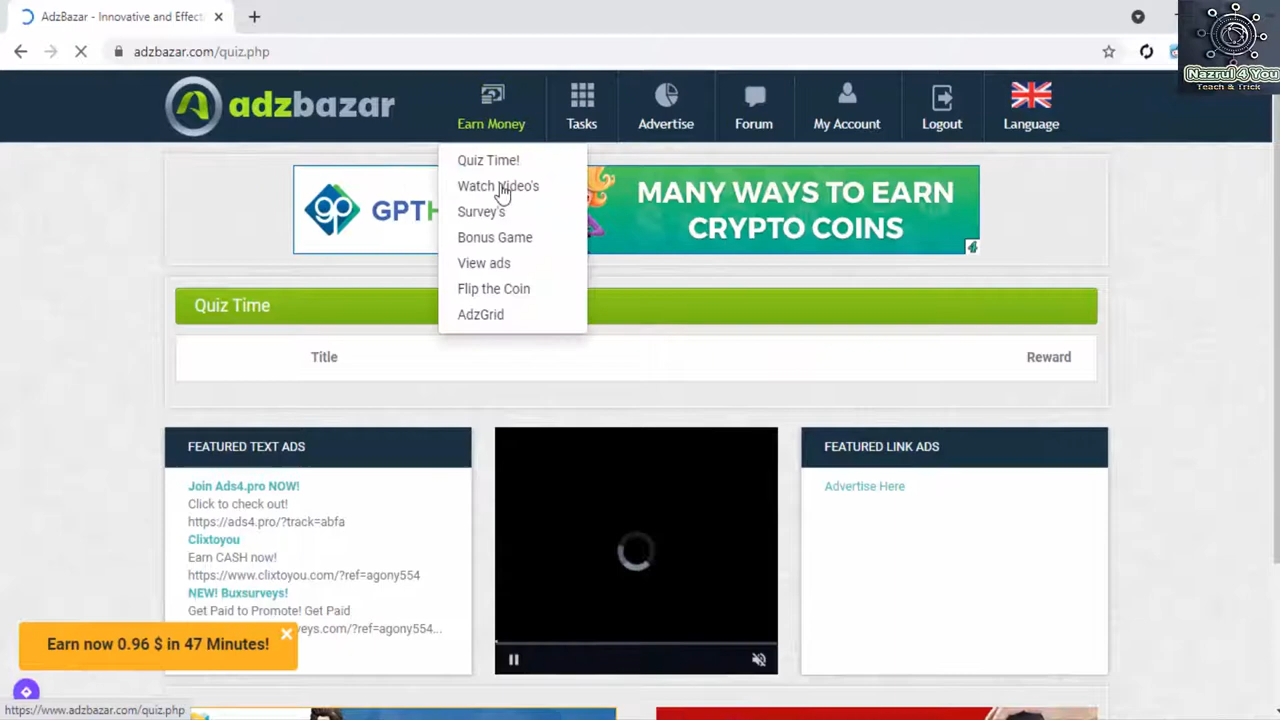 AdzBazar - Innovative and Effect
adzbazar.com/quiz.php
Nazrul 4 You
Teach & Trick
adzbazar
Earn Money
Tasks
Advertise
Forum
My Account
Logout
Language
Quiz Time!
Watch Video's
Survey's
Bonus Game
View ads
Flip the Coin
AdzGrid
gp GPTH
MANY WAYS TO EARN
CRYPTO COINS
Quiz Time
Title
Reward
FEATURED TEXT ADS
Join Ads4.pro NOW!
Click to check out!
https://ads4.pro/?track=abfa
Clixtoyou
Earn CASH now!
https://www.clixtoyou.com/?ref=agony554
NEW! Buxsurveys!
Get Paid to Promote! Get Paid
veys.com/?ref=agony554...
FEATURED LINK ADS
Advertise Here
Earn now 0.96 $ in 47 Minutes!
https://www.adzbazar.com/quiz.php